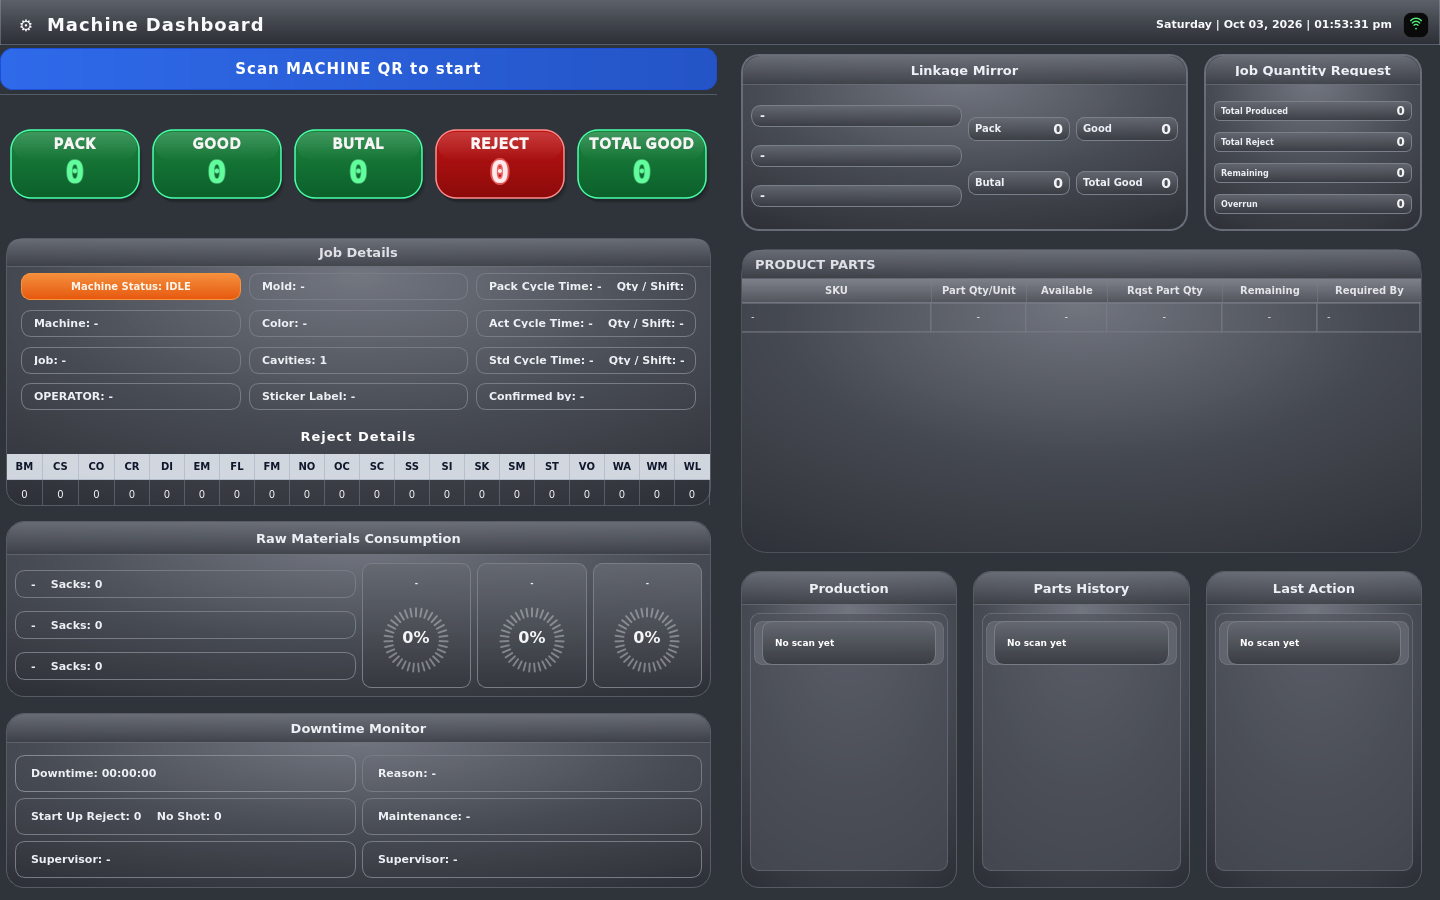 ⚙ Machine Dashboard
Saturday | Oct 03, 2026 | 01:53:31 pm
Scan MACHINE QR to start
PACK GOOD BUTAL REJECT TOTAL GOOD
0 0 0 0 0
Job Details
Machine Status: IDLE Mold: - Pack Cycle Time: - Qty / Shift:
Machine: - Color: - Act Cycle Time: - Qty / Shift: -
Job: - Cavities: 1 Std Cycle Time: - Qty / Shift: -
OPERATOR: - Sticker Label: - Confirmed by: -
Reject Details
BM CS CO CR DI EM FL FM NO OC SC SS SI SK SM ST VO WA WM WL
0 0 0 0 0 0 0 0 0 0 0 0 0 0 0 0 0 0 0 0
Raw Materials Consumption
- Sacks: 0
- Sacks: 0
- Sacks: 0
- - -
0% 0% 0%
Downtime Monitor
Downtime: 00:00:00 Reason: -
Start Up Reject: 0 No Shot: 0 Maintenance: -
Supervisor: - Supervisor: -
Linkage Mirror
-
-
-
Pack 0 Good 0
Butal 0 Total Good 0
Job Quantity Request
Total Produced 0
Total Reject 0
Remaining 0
Overrun 0
PRODUCT PARTS
SKU Part Qty/Unit Available Rqst Part Qty Remaining Required By
- - - - - -
Production
No scan yet
Parts History
No scan yet
Last Action
No scan yet